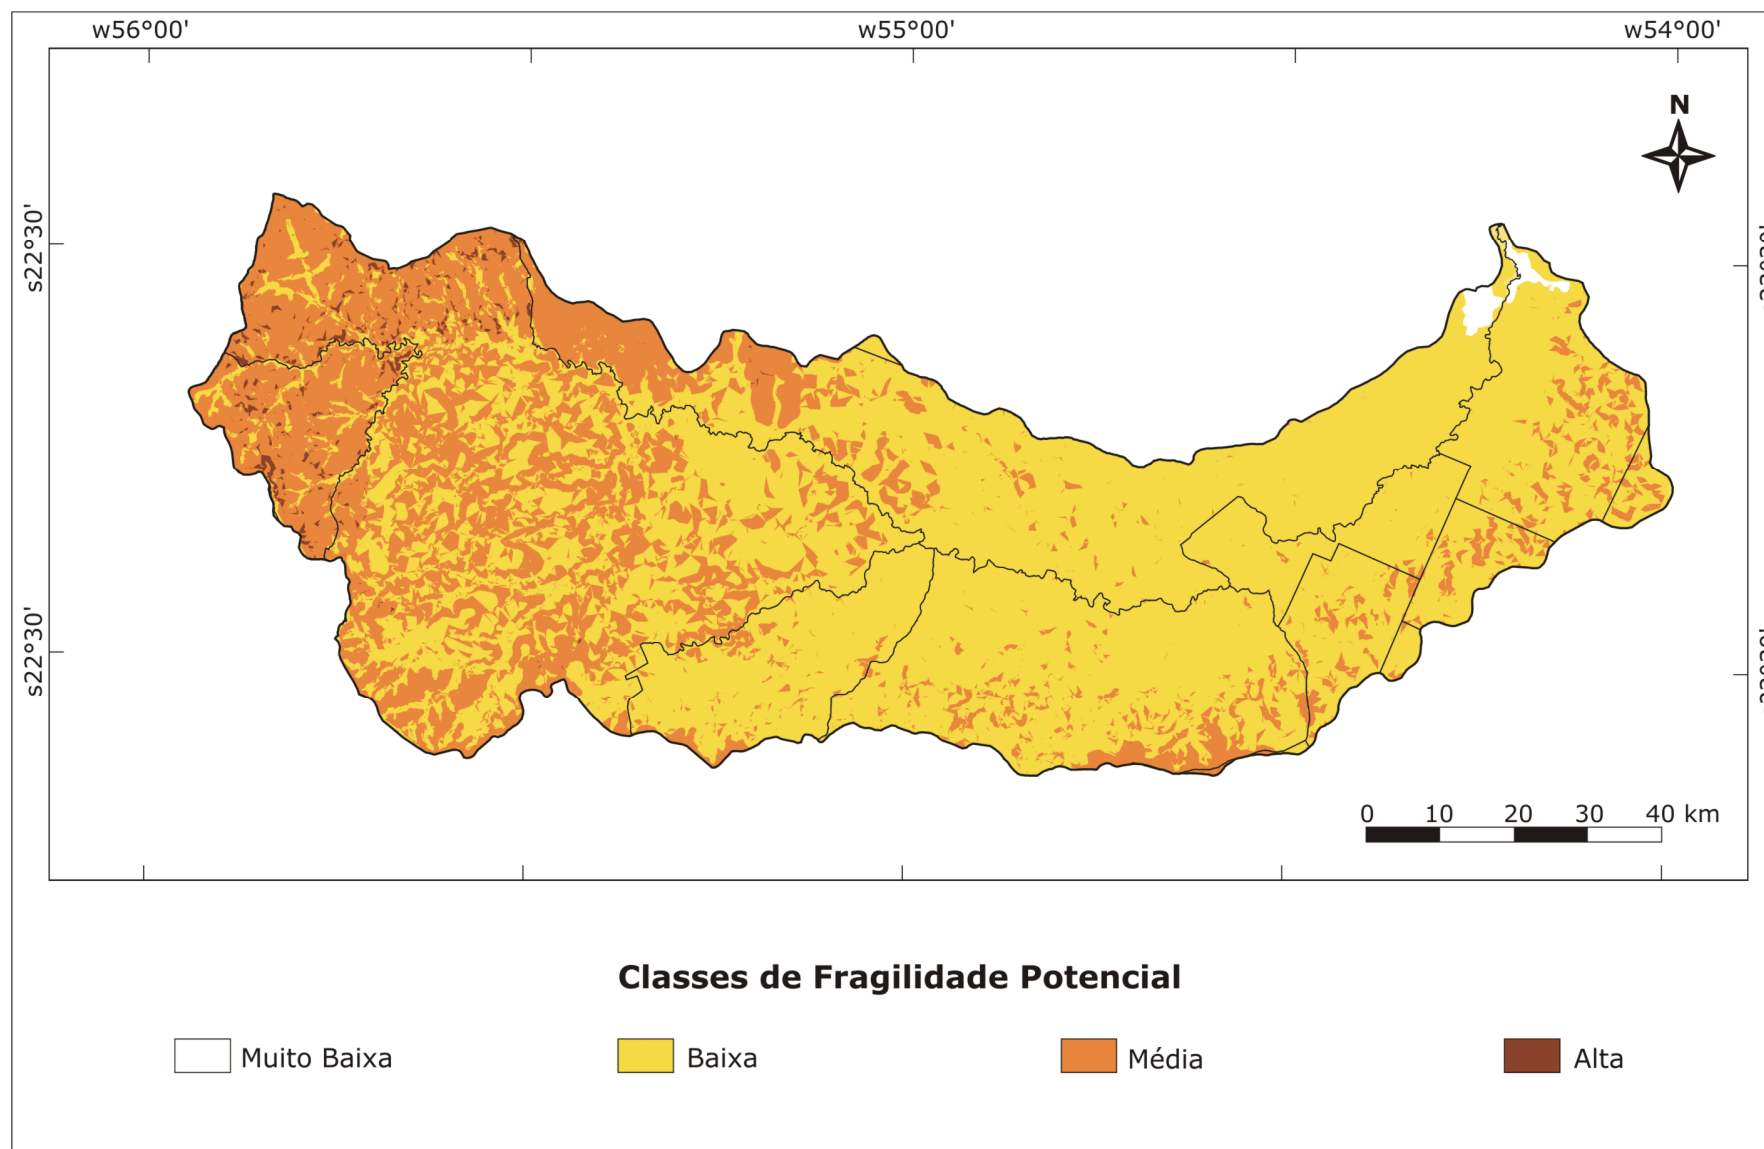 w56°00' w55°00' w54°00'
N
s22°30'
s22°30'
0 10 20 30 40 km
Classes de Fragilidade Potencial
Muito Baixa Baixa Média Alta